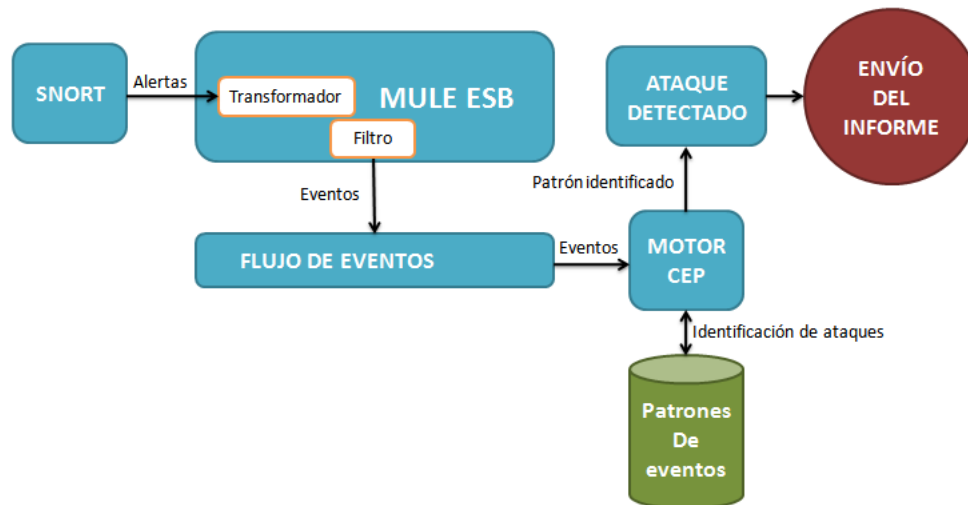 SNORT
Alertas
Transformador
MULE ESB
Filtro
Eventos
FLUJO DE EVENTOS
Eventos
MOTOR
CEP
Patrón identificado
ATAQUE
DETECTADO
ENVÍO
DEL
INFORME
Identificación de ataques
Patrones
De
eventos